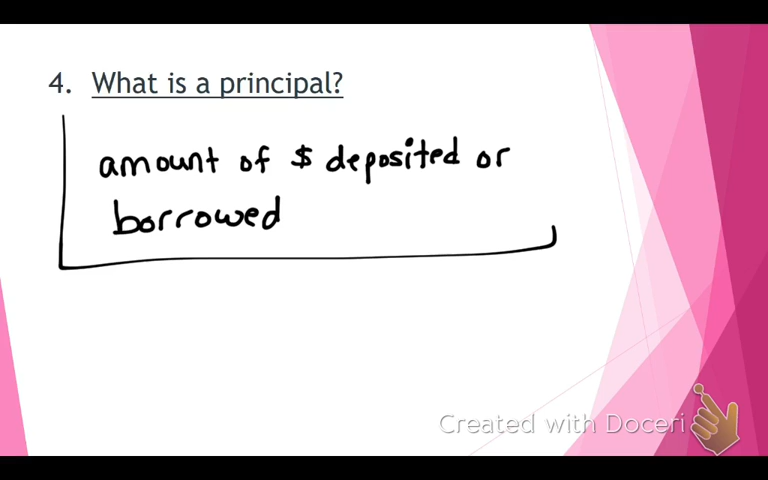 4. What is a principal?
amount of $ deposited or
borrowed
Created with Doceri